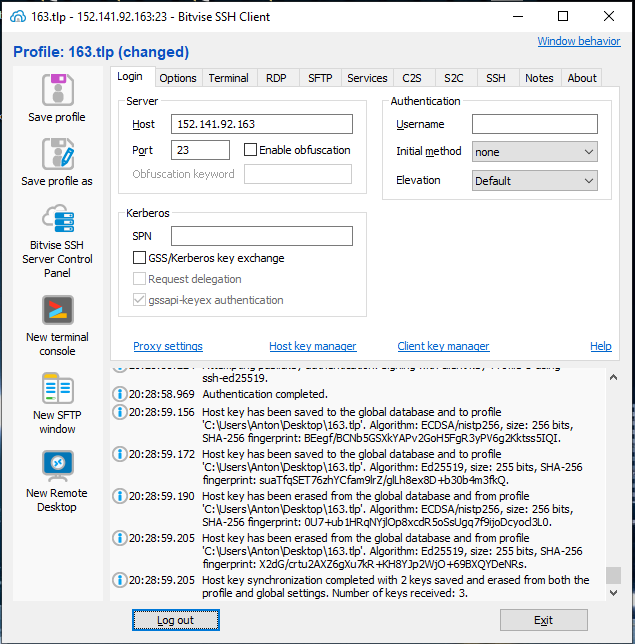 163.tlp - 152.141.92.163:23 - Bitvise SSH Client
Profile: 163.tlp (changed)
Window behavior
Save profile
Save profile as
Bitvise SSH
Server Control
Panel
New terminal
console
New SFTP
window
New Remote
Desktop
Login Options Terminal RDP SFTP Services C2S S2C SSH Notes About
Server
Host 152.141.92.163
Port 23 Enable obfuscation
Obfuscation keyword
Authentication
Username
Initial method none
Elevation Default
Kerberos
SPN
GSS/Kerberos key exchange
Request delegation
gssapi-keyex authentication
Proxy settings Host key manager Client key manager Help
ssh-ed25519.
20:28:58.969 Authentication completed.
20:28:59.156 Host key has been saved to the global database and to profile
'C:\Users\Anton\Desktop\163.tlp'. Algorithm: ECDSA/nistp256, size: 256 bits,
SHA-256 fingerprint: BEegf/BCNb5GSXkYAPv2GoH5FgR3yPV6g2Kktss5IQI.
20:28:59.172 Host key has been saved to the global database and to profile
'C:\Users\Anton\Desktop\163.tlp'. Algorithm: Ed25519, size: 255 bits, SHA-256
fingerprint: suaTfqSET76zhYCfam9lrZ/glLh8ex8D+b30b4m3fkQ.
20:28:59.190 Host key has been erased from the global database and from profile
'C:\Users\Anton\Desktop\163.tlp'. Algorithm: ECDSA/nistp256, size: 256 bits,
SHA-256 fingerprint: 0U7+ub1HRqNYjlOp8xcdR5oSsUgq7f9ijoDcyocl3L0.
20:28:59.205 Host key has been erased from the global database and from profile
'C:\Users\Anton\Desktop\163.tlp'. Algorithm: Ed25519, size: 255 bits, SHA-256
fingerprint: X2dG/crtu2AXZ6gXu7kR+KH8YJp2WjO+69BXQYDeNRs.
20:28:59.205 Host key synchronization completed with 2 keys saved and erased from both the
profile and global settings. Number of keys received: 3.
Log out
Exit